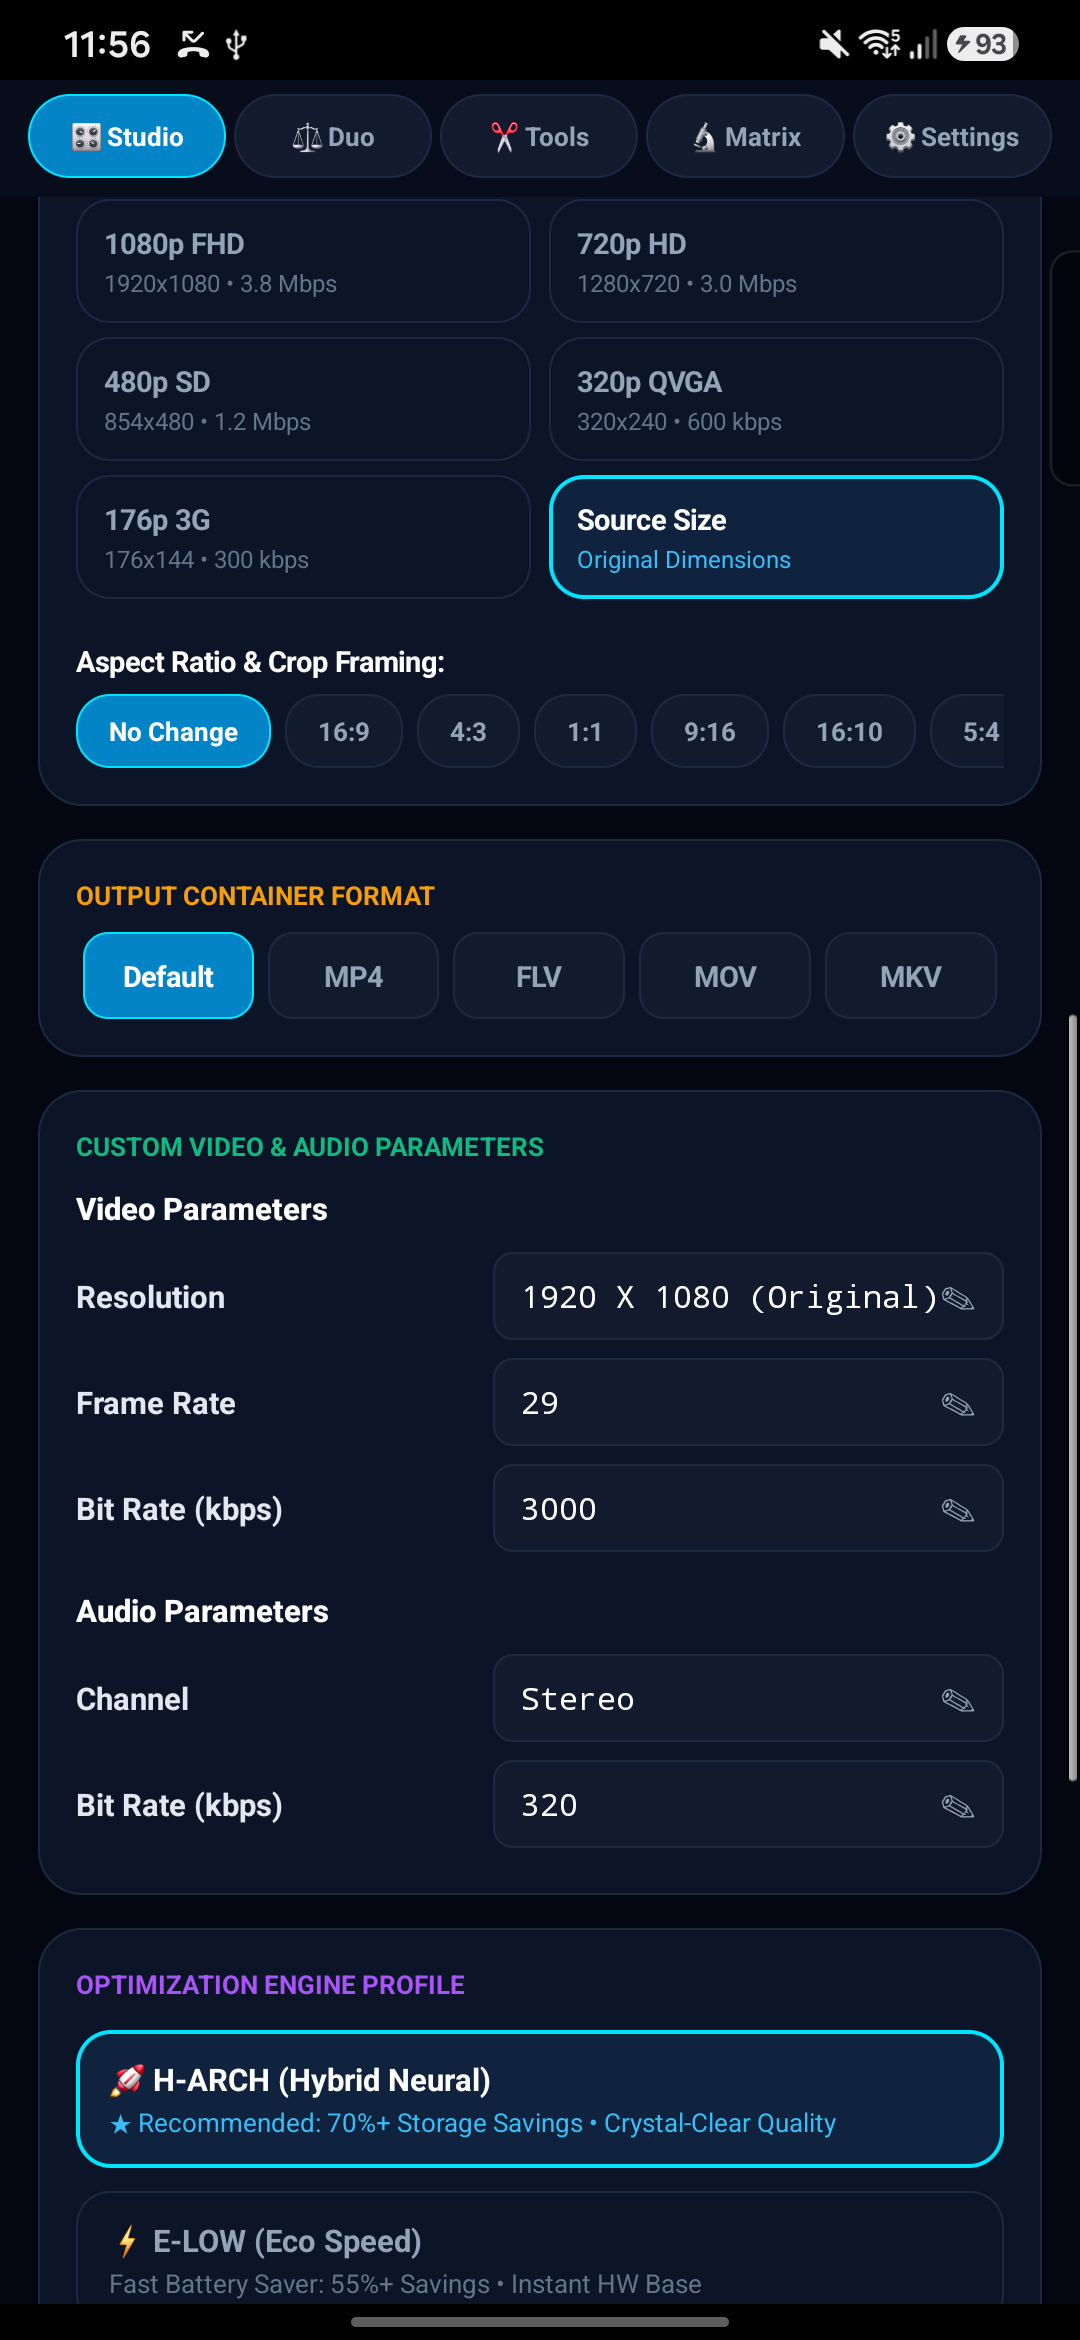 11:56
5
93
Studio
Duo
Tools
Matrix
Settings
1080p FHD
1920x1080 • 3.8 Mbps
720p HD
1280x720 • 3.0 Mbps
480p SD
854x480 • 1.2 Mbps
320p QVGA
320x240 • 600 kbps
176p 3G
176x144 • 300 kbps
Source Size
Original Dimensions
Aspect Ratio & Crop Framing:
No Change
16:9
4:3
1:1
9:16
16:10
5:4
OUTPUT CONTAINER FORMAT
Default
MP4
FLV
MOV
MKV
CUSTOM VIDEO & AUDIO PARAMETERS
Video Parameters
Resolution
1920 X 1080 (Original)
Frame Rate
29
Bit Rate (kbps)
3000
Audio Parameters
Channel
Stereo
Bit Rate (kbps)
320
OPTIMIZATION ENGINE PROFILE
🚀 H-ARCH (Hybrid Neural)
★ Recommended: 70%+ Storage Savings • Crystal-Clear Quality
⚡ E-LOW (Eco Speed)
Fast Battery Saver: 55%+ Savings • Instant HW Base